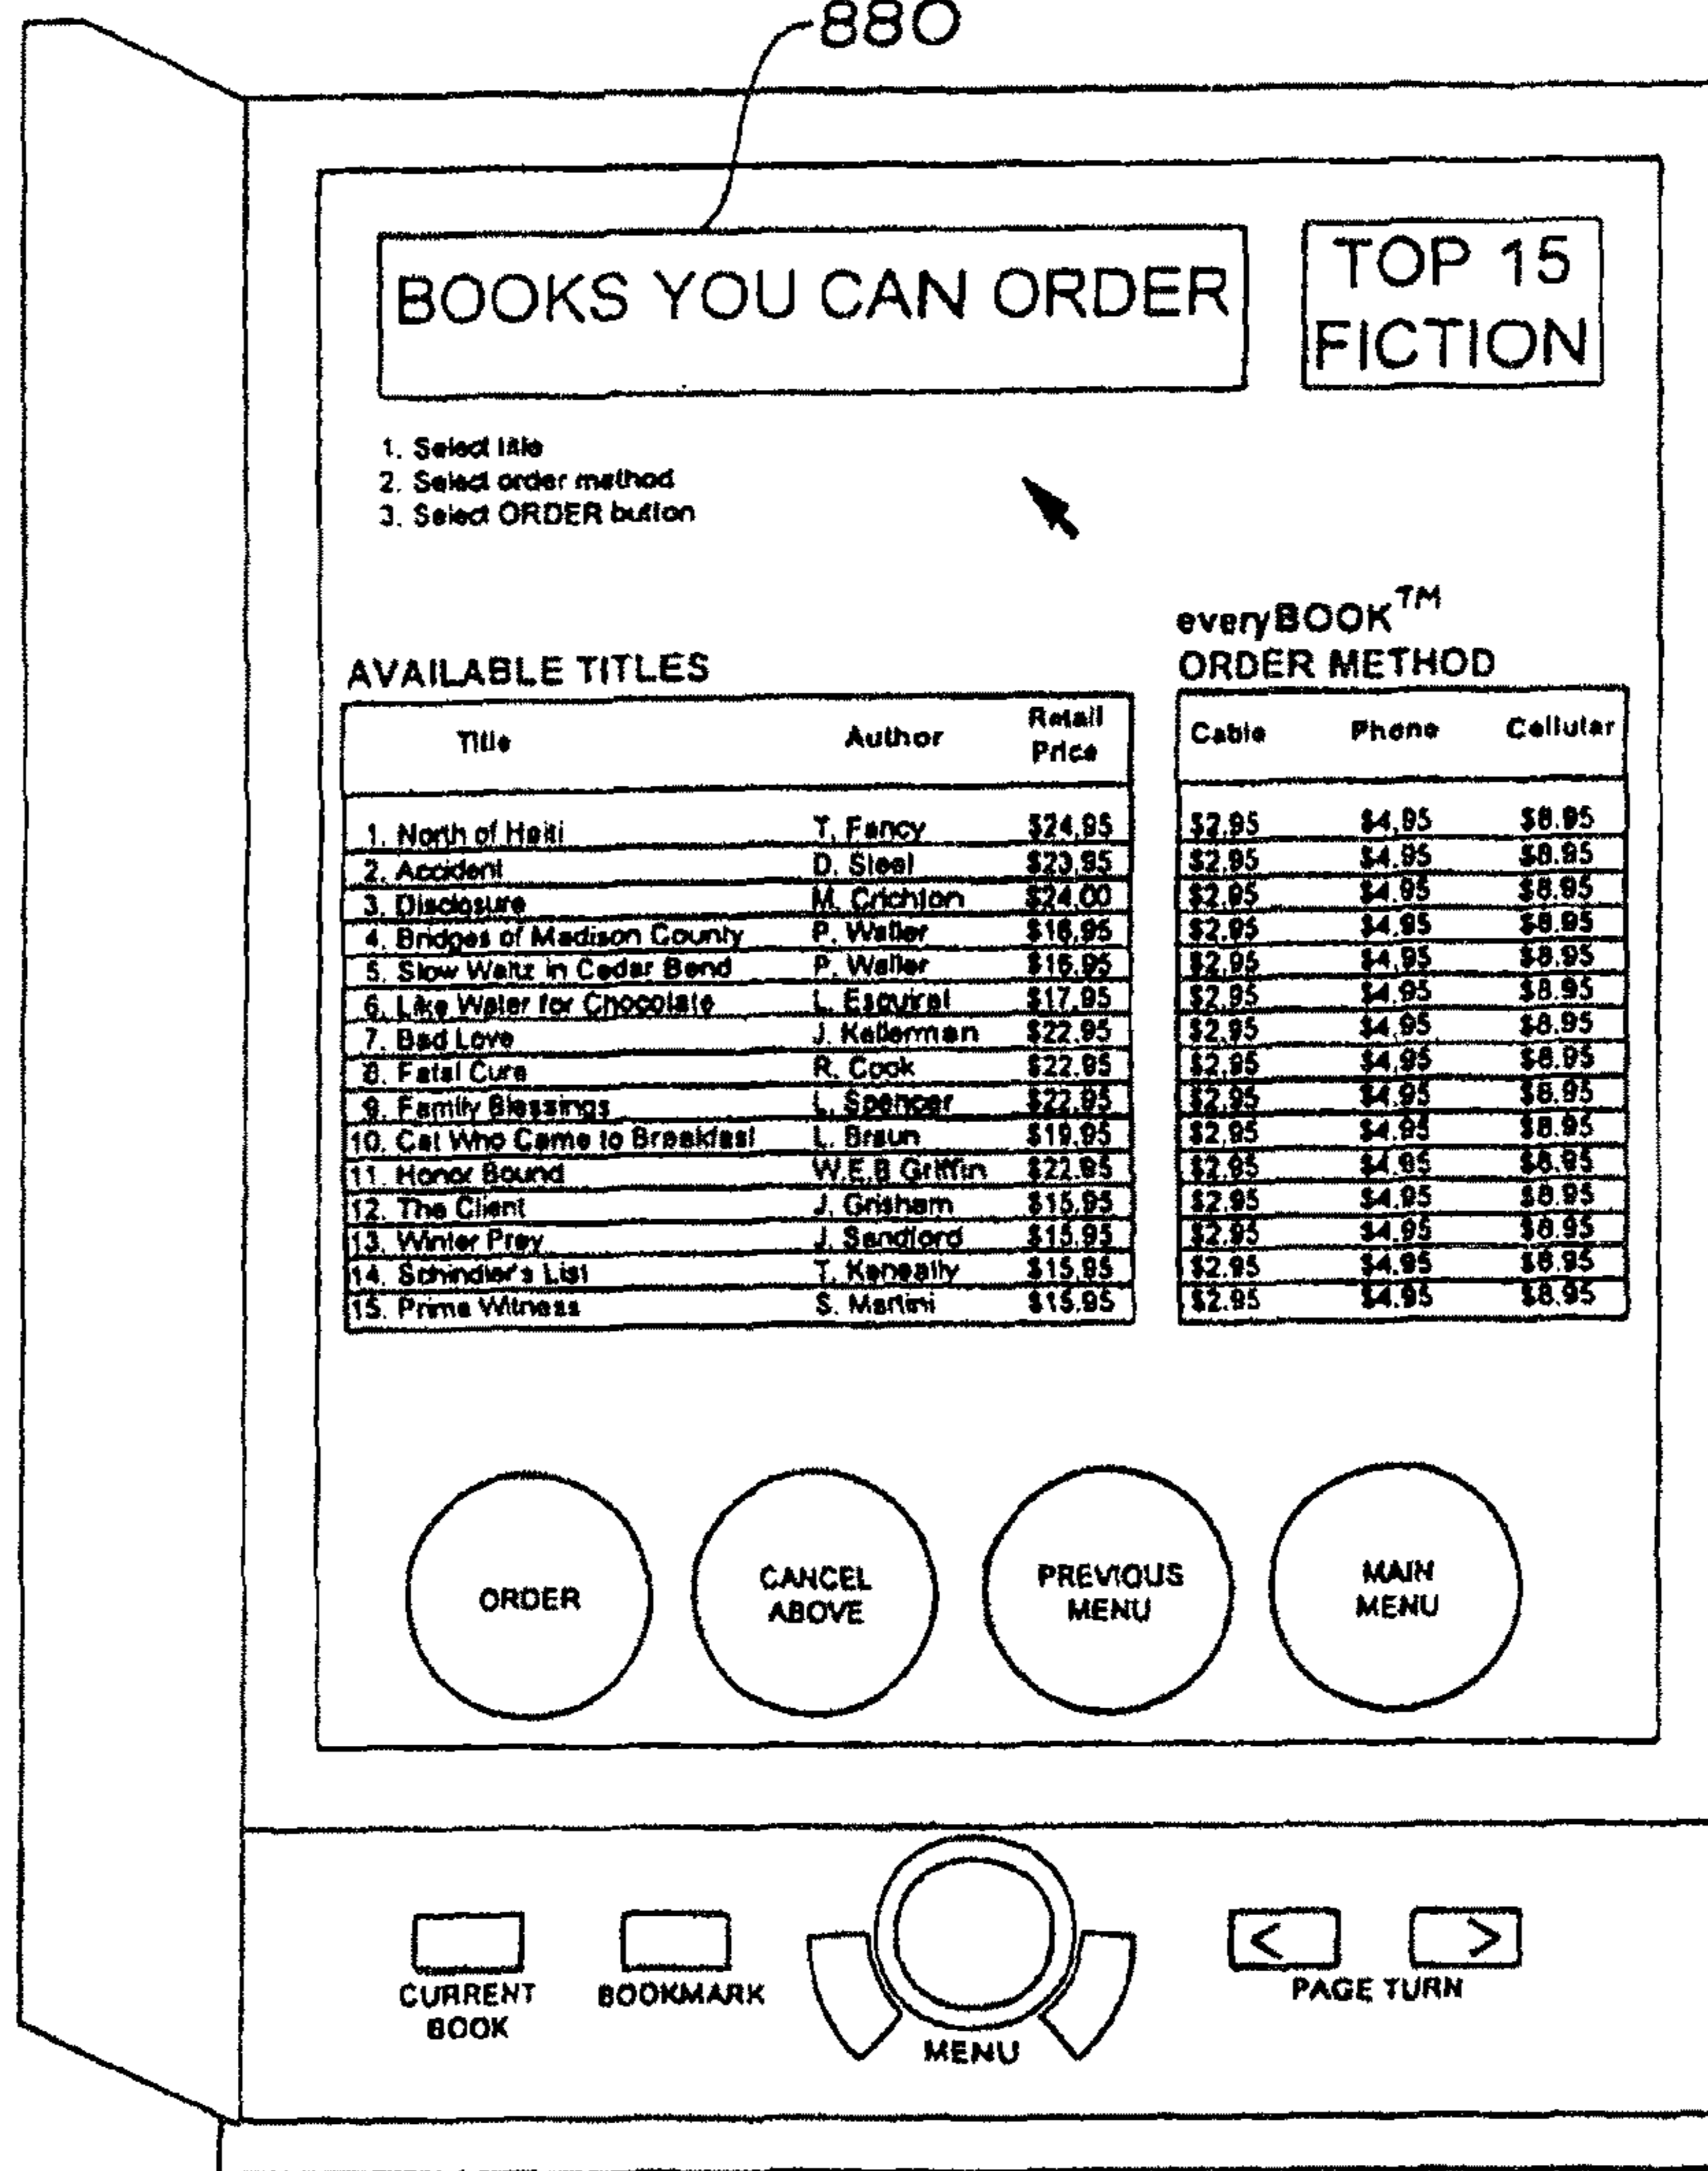 880
BOOKS YOU CAN ORDER
TOP 15
FICTION
1. Select title
2. Select order method
3. Select ORDER button
everyBOOK™
ORDER METHOD
AVAILABLE TITLES
Title Author Retail Price Cable Phone Cellular
1. North of Haiti T. Fancy $24.95 $2.95 $4.95 $8.95
2. Accident D. Steel $23.95 $2.95 $4.95 $8.95
3. Disclosure M. Crichton $24.00 $2.95 $4.95 $8.95
4. Bridges of Madison County P. Waller $16.95 $2.95 $4.95 $8.95
5. Slow Waltz in Cedar Bend P. Waller $16.95 $2.95 $4.95 $8.95
6. Like Water for Chocolate L. Esquirel $17.95 $2.95 $4.95 $8.95
7. Bad Love J. Kellerman $22.95 $2.95 $4.95 $8.95
8. Fatal Cure R. Cook $22.95 $2.95 $4.95 $8.95
9. Family Blessings L. Spencer $22.95 $2.95 $4.95 $8.95
10. Cat Who Came to Breakfast L. Braun $19.95 $2.95 $4.95 $8.95
11. Honor Bound W.E.B Griffin $22.95 $2.95 $4.95 $8.95
12. The Client J. Grisham $15.95 $2.95 $4.95 $8.95
13. Winter Prey J. Sandford $15.95 $2.95 $4.95 $8.95
14. Schindler's List T. Keneally $15.95 $2.95 $4.95 $8.95
15. Prime Witness S. Martini $15.95 $2.95 $4.95 $8.95
ORDER
CANCEL
ABOVE
PREVIOUS
MENU
MAIN
MENU
< >
CURRENT
BOOK
BOOKMARK
MENU
PAGE TURN